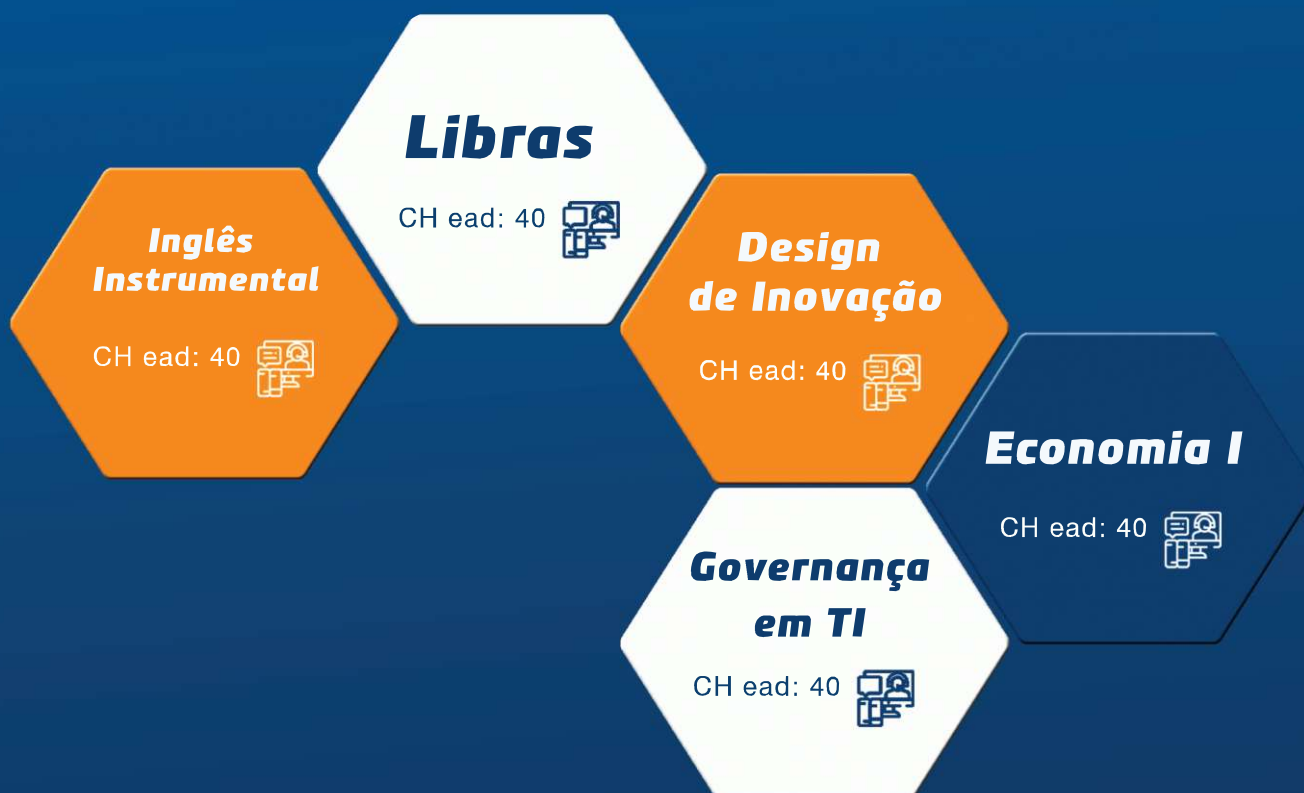 Libras
CH ead: 40
Inglês
Instrumental
CH ead: 40
Design
de Inovação
CH ead: 40
Economia I
CH ead: 40
Governança
em TI
CH ead: 40